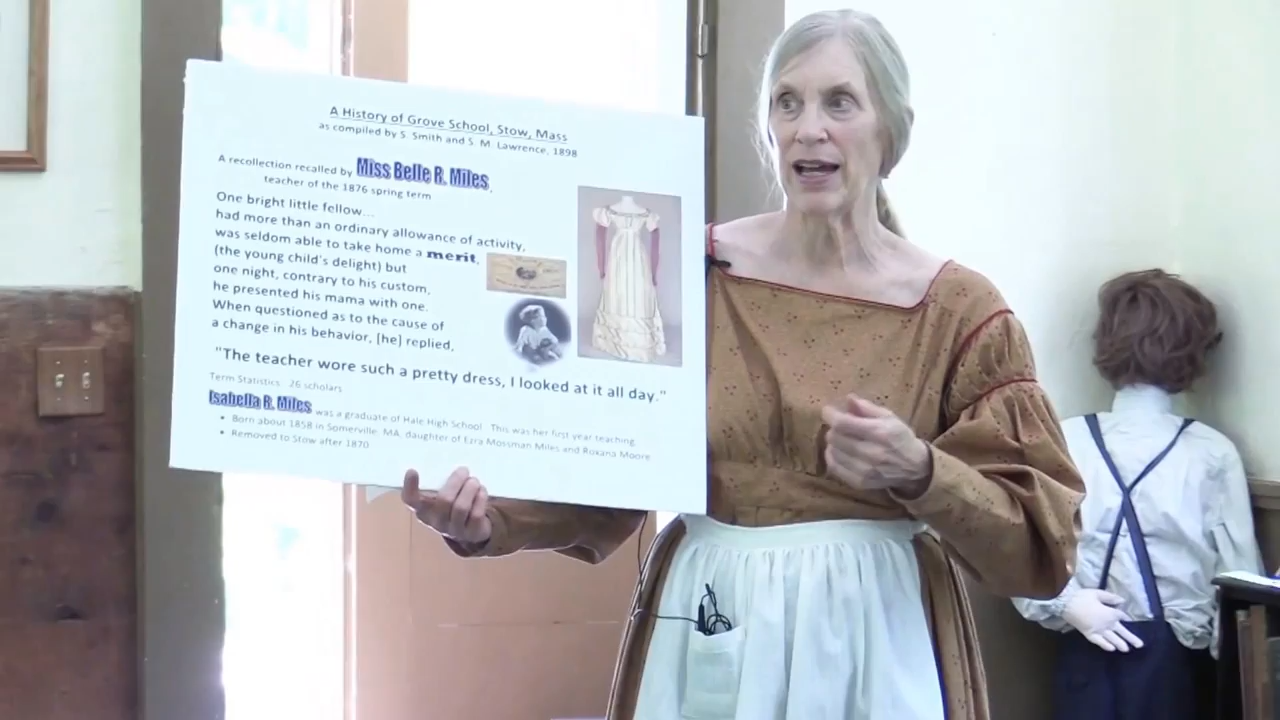 A History of Grove School, Stow, Mass
as compiled by S. Smith and S. M. Lawrence, 1898
A recollection recalled by Miss Belle R. Miles,
teacher of the 1876 spring term
One bright little fellow...
had more than an ordinary allowance of activity,
was seldom able to take home a merit,
(the young child's delight) but
one night, contrary to his custom,
he presented his mama with one.
When questioned as to the cause of
a change in his behavior, [he] replied,
"The teacher wore such a pretty dress, I looked at it all day."
Term Statistics: 26 scholars
Isabella R. Miles was a graduate of Hale High School. This was her first year teaching.
• Born about 1858 in Somerville, MA, daughter of Ezra Mossman Miles and Roxana Moore
• Removed to Stow after 1870